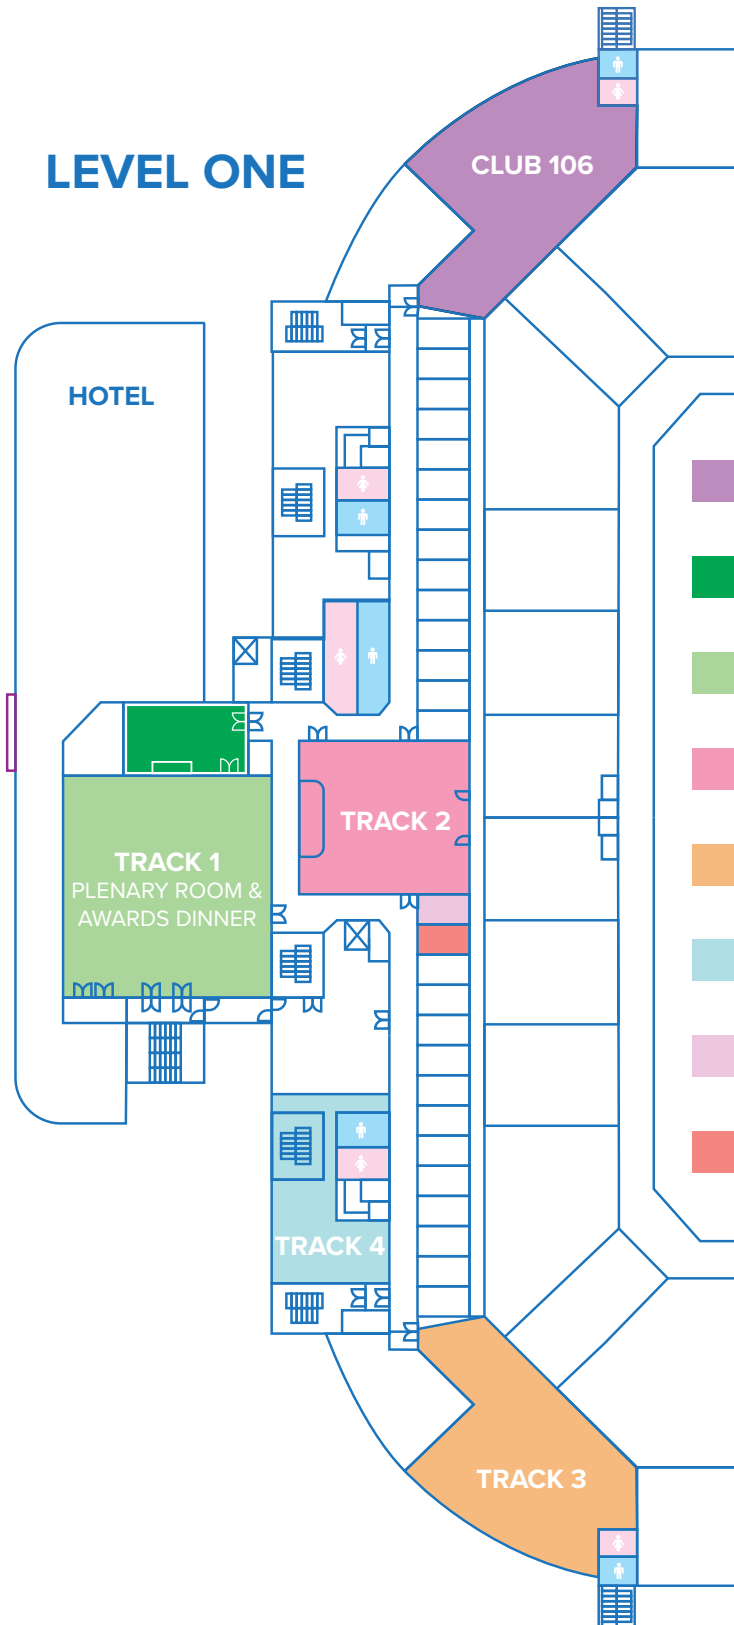 LEVEL ONE
CLUB 106
HOTEL
TRACK 2
TRACK 1
PLENARY ROOM &
AWARDS DINNER
TRACK 4
TRACK 3